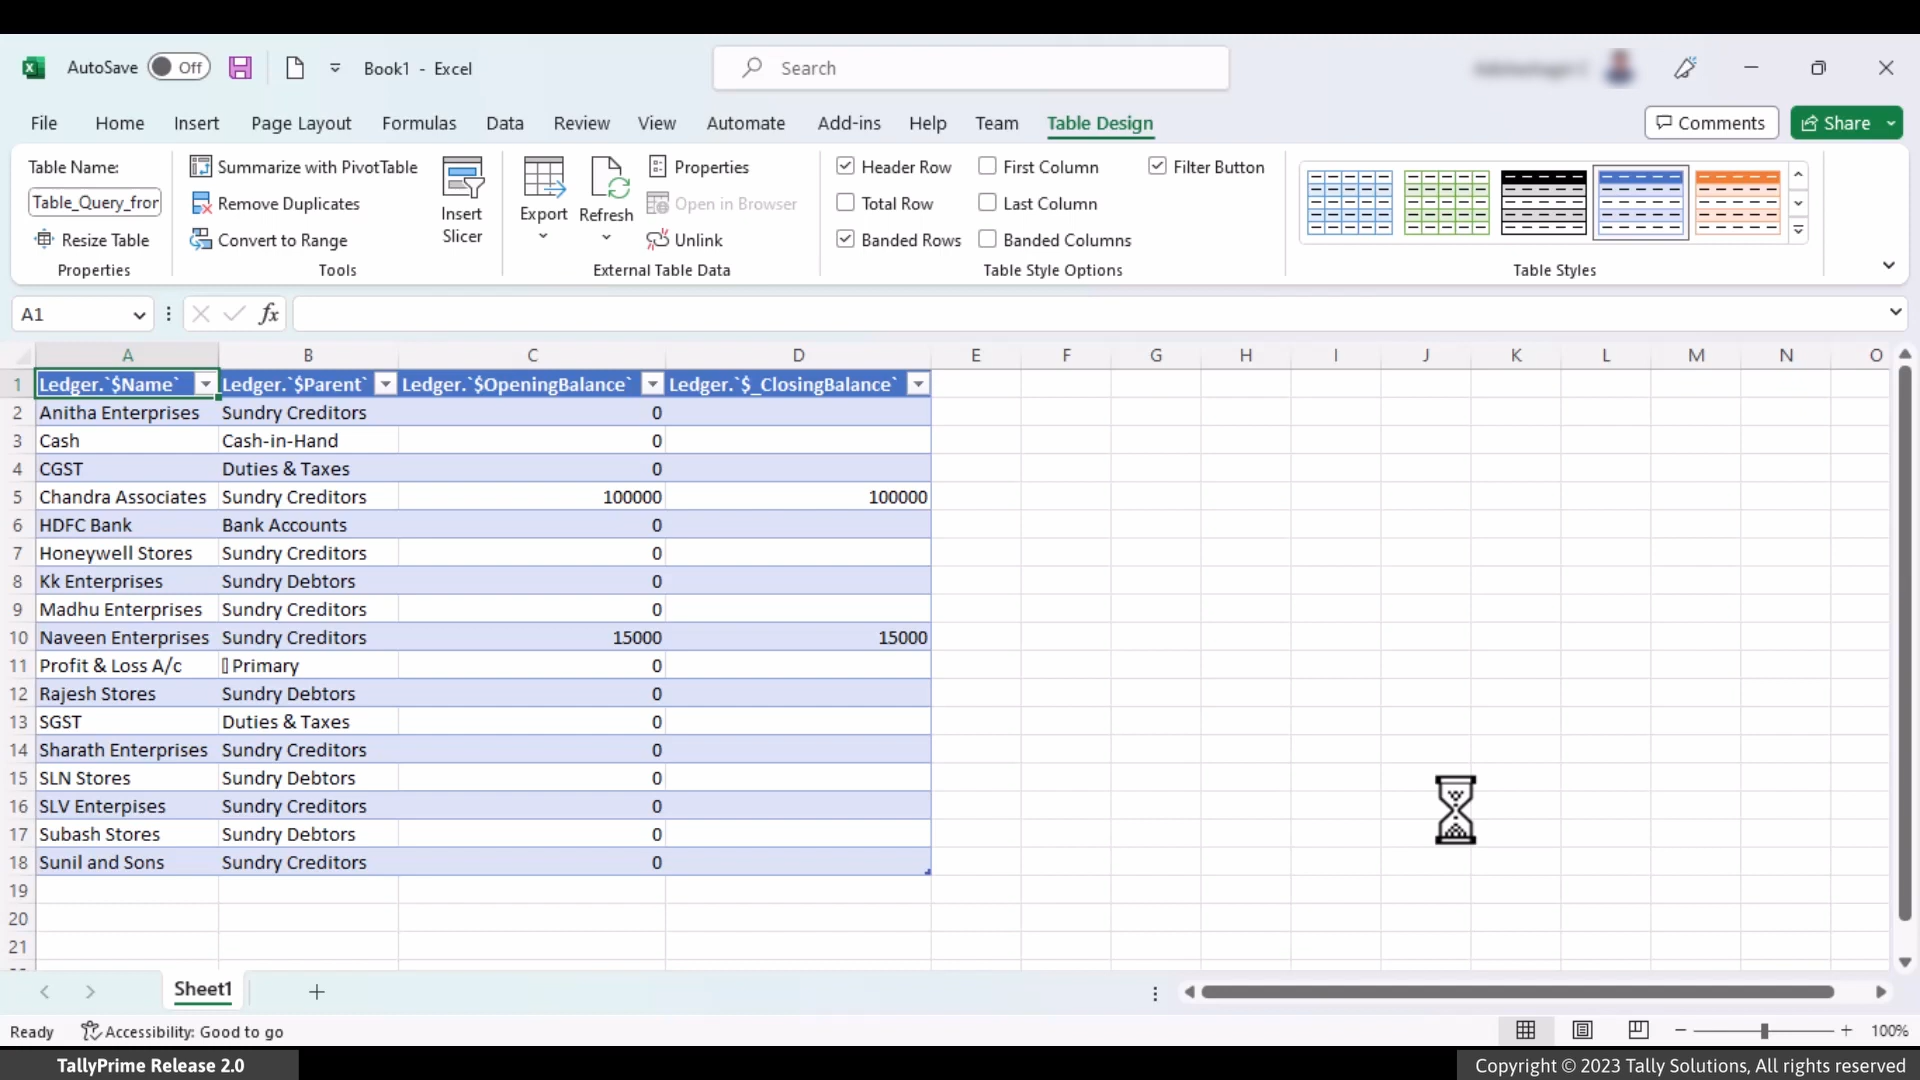 AutoSave Off Book1 - Excel Search
File Home Insert Page Layout Formulas Data Review View Automate Add-ins Help Team Table Design Comments Share
Table Name: Summarize with PivotTable Properties Header Row First Column Filter Button
Table_Query_fror Remove Duplicates Insert Slicer Export Refresh Open in Browser Total Row Last Column
Resize Table Convert to Range Unlink Banded Rows Banded Columns
Properties Tools External Table Data Table Style Options Table Styles
A1 fx
A B C D E F G H I J K L M N O
1 Ledger.`$Name` Ledger.`$Parent` Ledger.`$OpeningBalance` Ledger.`$_ClosingBalance`
2 Anitha Enterprises Sundry Creditors 0
3 Cash Cash-in-Hand 0
4 CGST Duties & Taxes 0
5 Chandra Associates Sundry Creditors 100000 100000
6 HDFC Bank Bank Accounts 0
7 Honeywell Stores Sundry Creditors 0
8 Kk Enterprises Sundry Debtors 0
9 Madhu Enterprises Sundry Creditors 0
10 Naveen Enterprises Sundry Creditors 15000 15000
11 Profit & Loss A/c Primary 0
12 Rajesh Stores Sundry Debtors 0
13 SGST Duties & Taxes 0
14 Sharath Enterprises Sundry Creditors 0
15 SLN Stores Sundry Debtors 0
16 SLV Enterpises Sundry Creditors 0
17 Subash Stores Sundry Debtors 0
18 Sunil and Sons Sundry Creditors 0
19
20
21
Sheet1
Ready Accessibility: Good to go 100%
TallyPrime Release 2.0 Copyright © 2023 Tally Solutions, All rights reserved